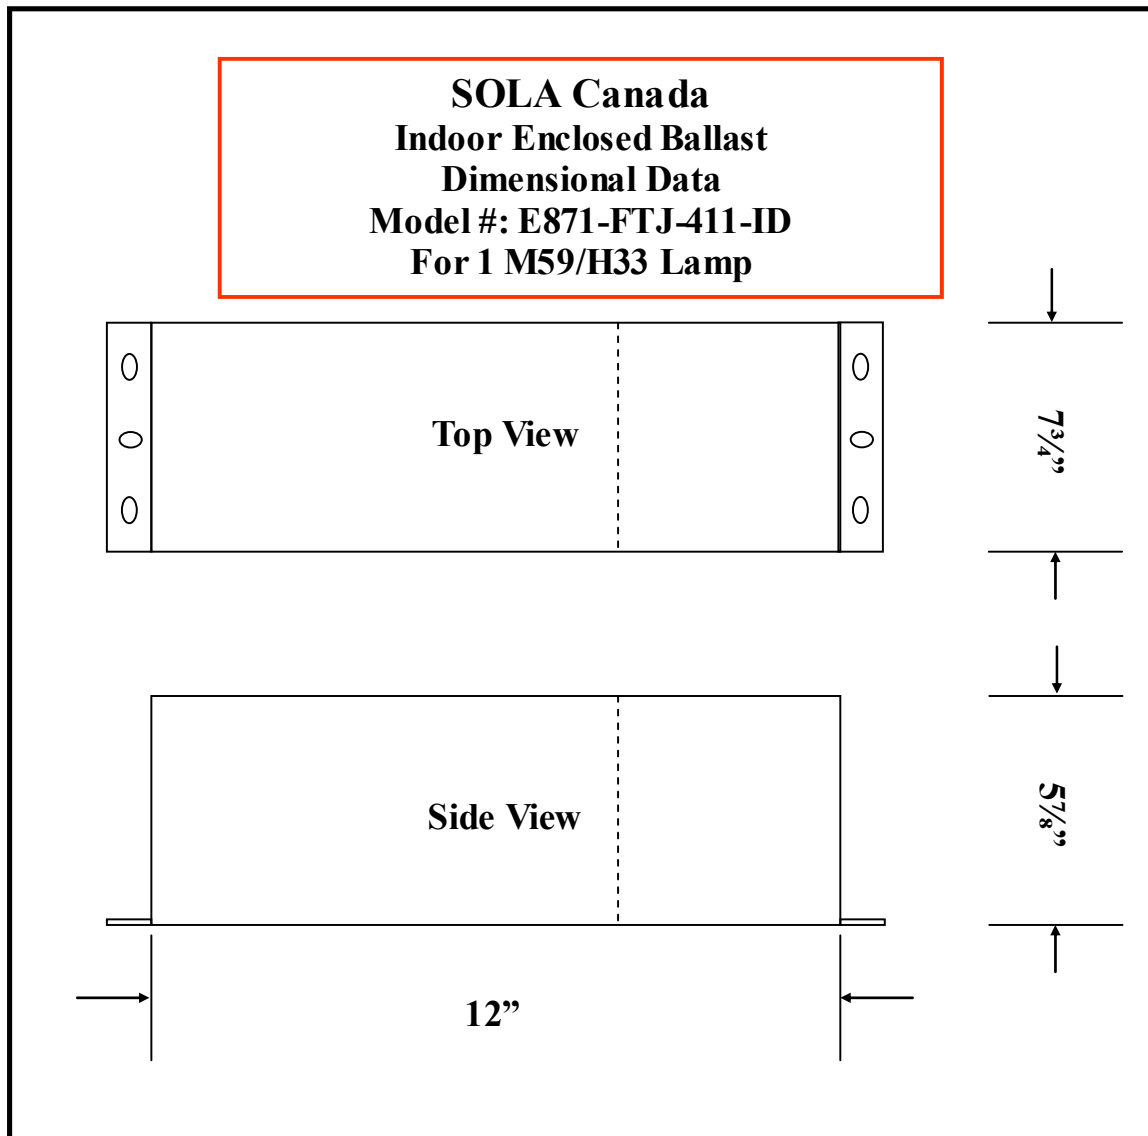 SOLA Canada
Indoor Enclosed Ballast
Dimensional Data
Model #: E871-FTJ-411-ID
For 1 M59/H33 Lamp
Top View
7¾”
Side View
5⅞”
12”